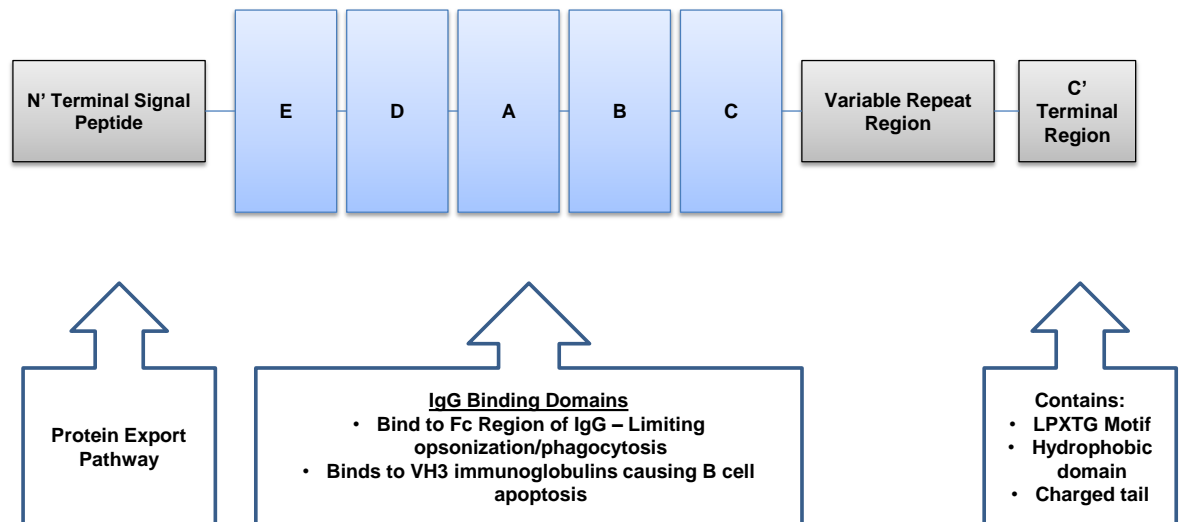 N’ Terminal Signal
Peptide
E
D
A
B
C
Variable Repeat
Region
C’
Terminal
Region
Protein Export
Pathway
IgG Binding Domains
• Bind to Fc Region of IgG – Limiting
opsonization/phagocytosis
• Binds to VH3 immunoglobulins causing B cell
apoptosis
Contains:
• LPXTG Motif
• Hydrophobic
domain
• Charged tail